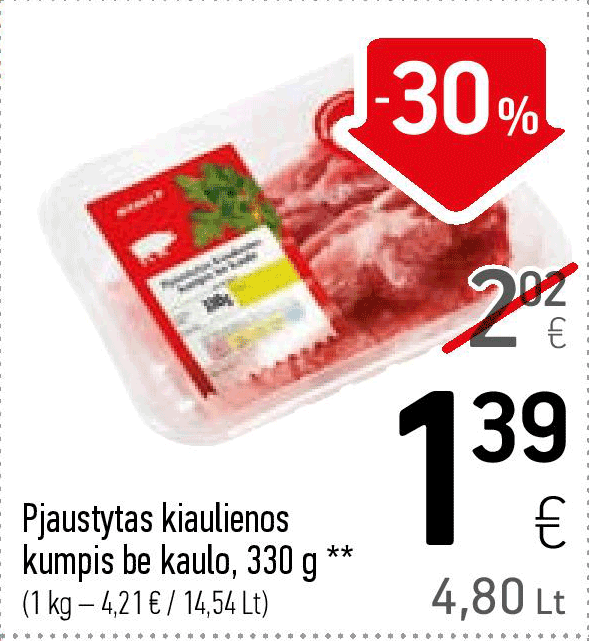 -30%
2,02
€
1,39
€
4,80 Lt
Pjaustytas kiaulienos
kumpis be kaulo, 330 g **
(1 kg – 4,21 € / 14,54 Lt)